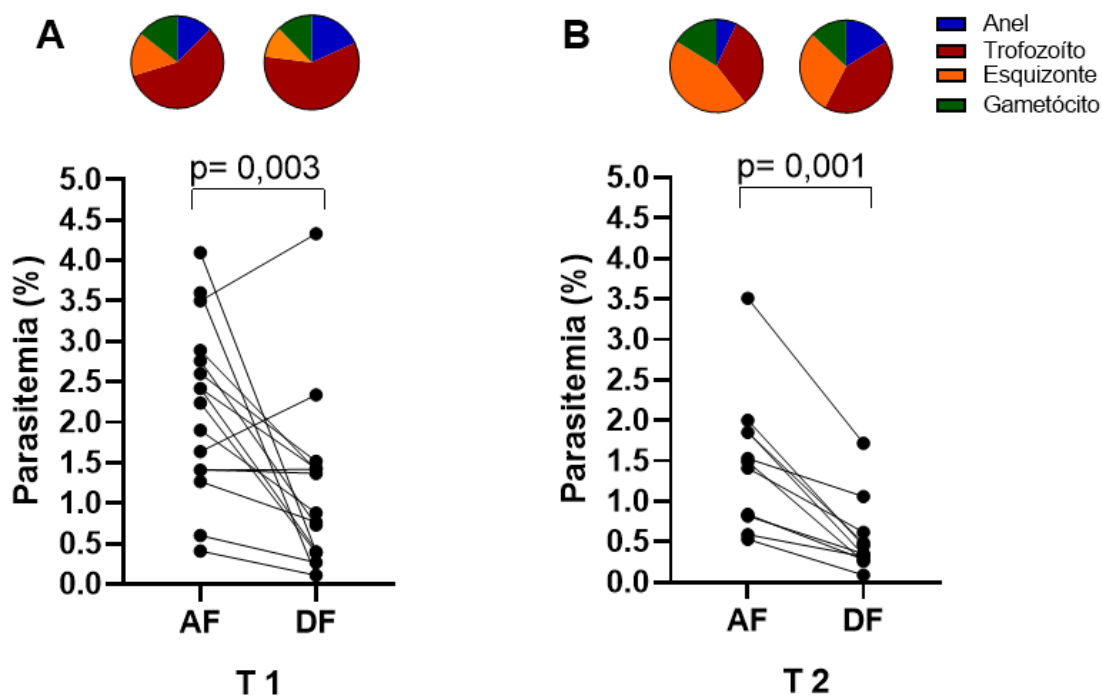 A
B
Anel
Trofozoíto
Esquizonte
Gametócito
p= 0,003
5.0
4.5
4.0
3.5
3.0
2.5
2.0
1.5
1.0
0.5
0.0
Parasitemia (%)
AF DF
T 1
p= 0,001
5.0
4.5
4.0
3.5
3.0
2.5
2.0
1.5
1.0
0.5
0.0
Parasitemia (%)
AF DF
T 2